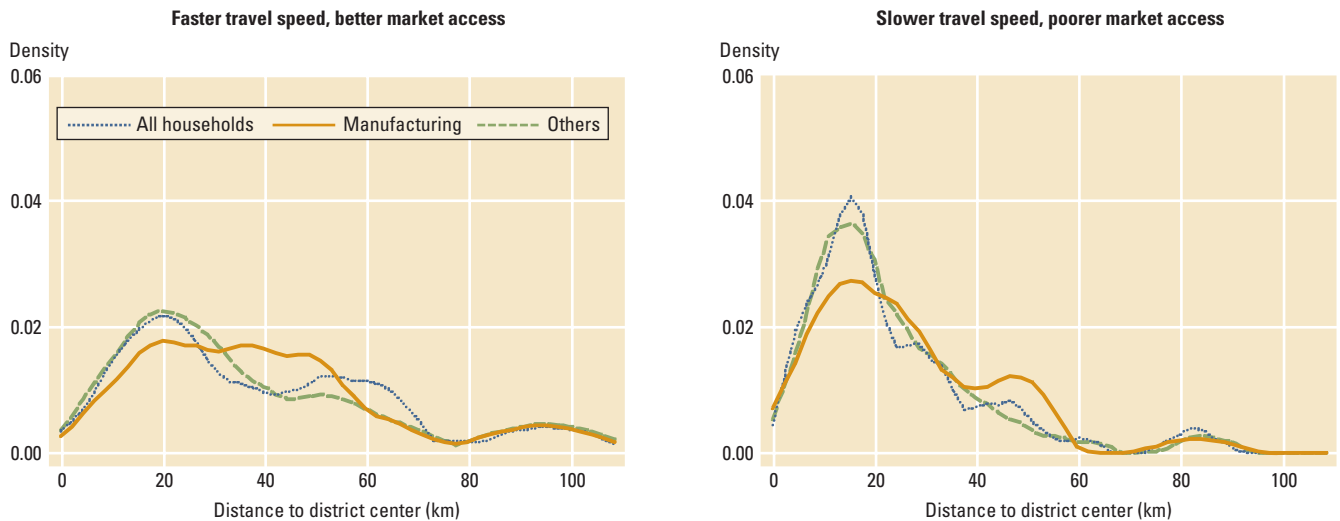 Faster travel speed, better market access
Density
0.06
0.04
0.02
0.00
All households Manufacturing Others
0 20 40 60 80 100
Distance to district center (km)
Slower travel speed, poorer market access
Density
0.06
0.04
0.02
0.00
0 20 40 60 80 100
Distance to district center (km)